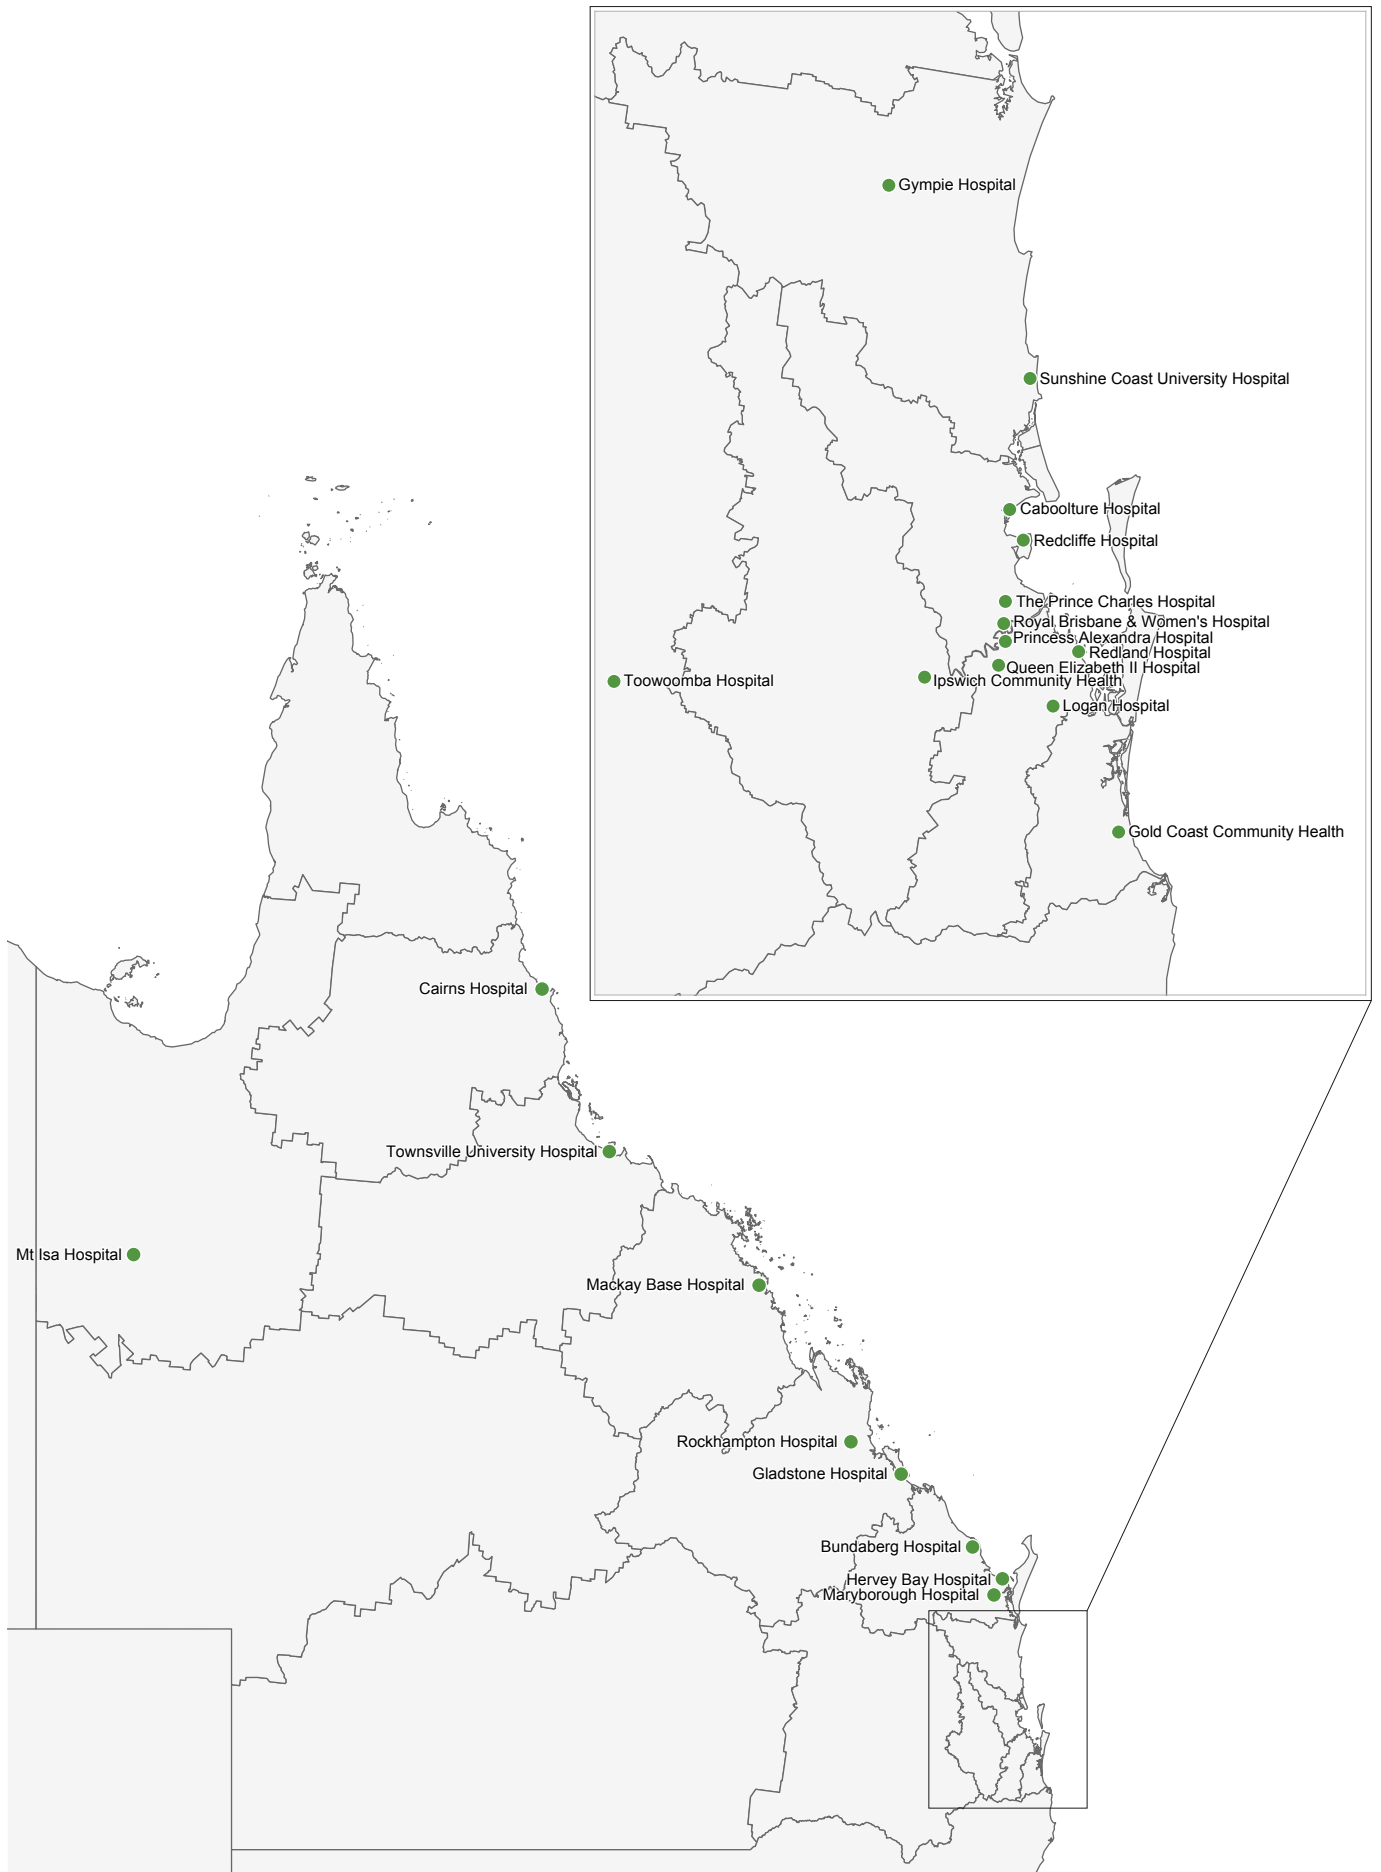 Gympie Hospital
Sunshine Coast University Hospital
Caboolture Hospital
Redcliffe Hospital
The Prince Charles Hospital
Royal Brisbane & Women's Hospital
Princess Alexandra Hospital
Redland Hospital
Queen Elizabeth II Hospital
Toowoomba Hospital
Ipswich Community Health
Logan Hospital
Gold Coast Community Health
Cairns Hospital
Townsville University Hospital
Mt Isa Hospital
Mackay Base Hospital
Rockhampton Hospital
Gladstone Hospital
Bundaberg Hospital
Hervey Bay Hospital
Maryborough Hospital